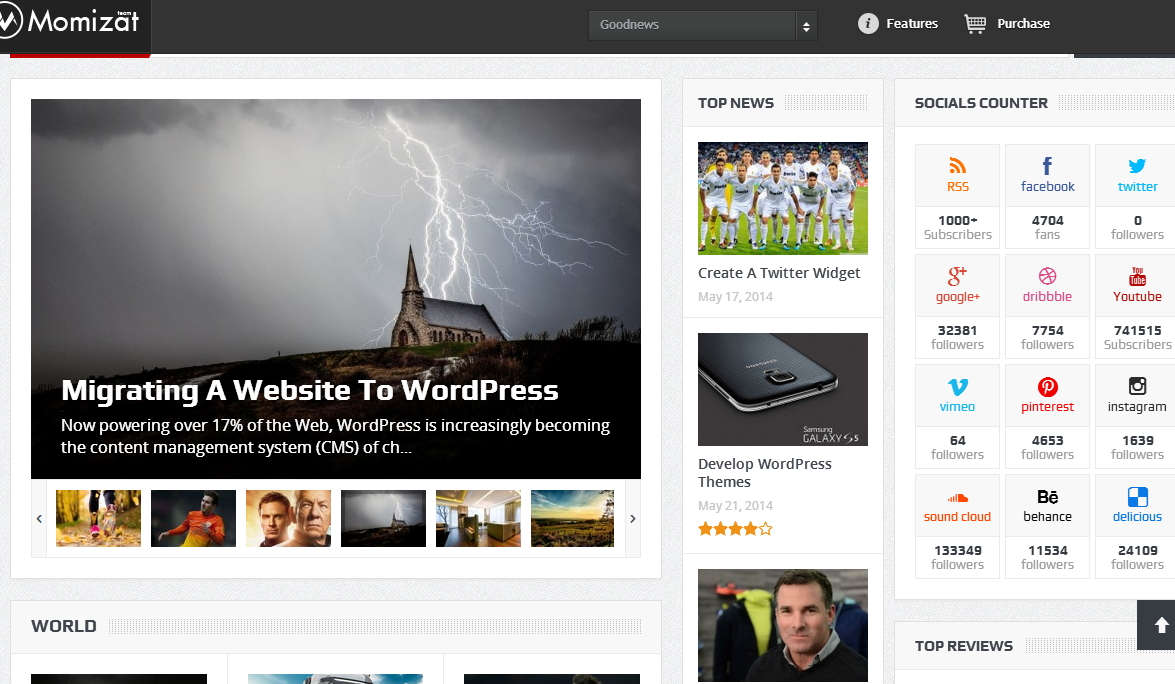 Momizat
team
Goodnews
Features
Purchase
Migrating A Website To WordPress
Now powering over 17% of the Web, WordPress is increasingly becoming
the content management system (CMS) of ch...
WORLD
TOP NEWS
Create A Twitter Widget
May 17, 2014
SAMSUNG
Samsung
GALAXY S5
Develop WordPress
Themes
May 21, 2014
SOCIALS COUNTER
RSS
facebook
twitter
1000+
4704
0
Subscribers
fans
followers
google+
dribbble
You
Tube
Youtube
32381
7754
741515
followers
followers
Subscribers
vimeo
pinterest
instagram
64
4653
1639
followers
followers
followers
sound cloud
Bē
behance
delicious
133349
11534
24109
followers
followers
followers
TOP REVIEWS